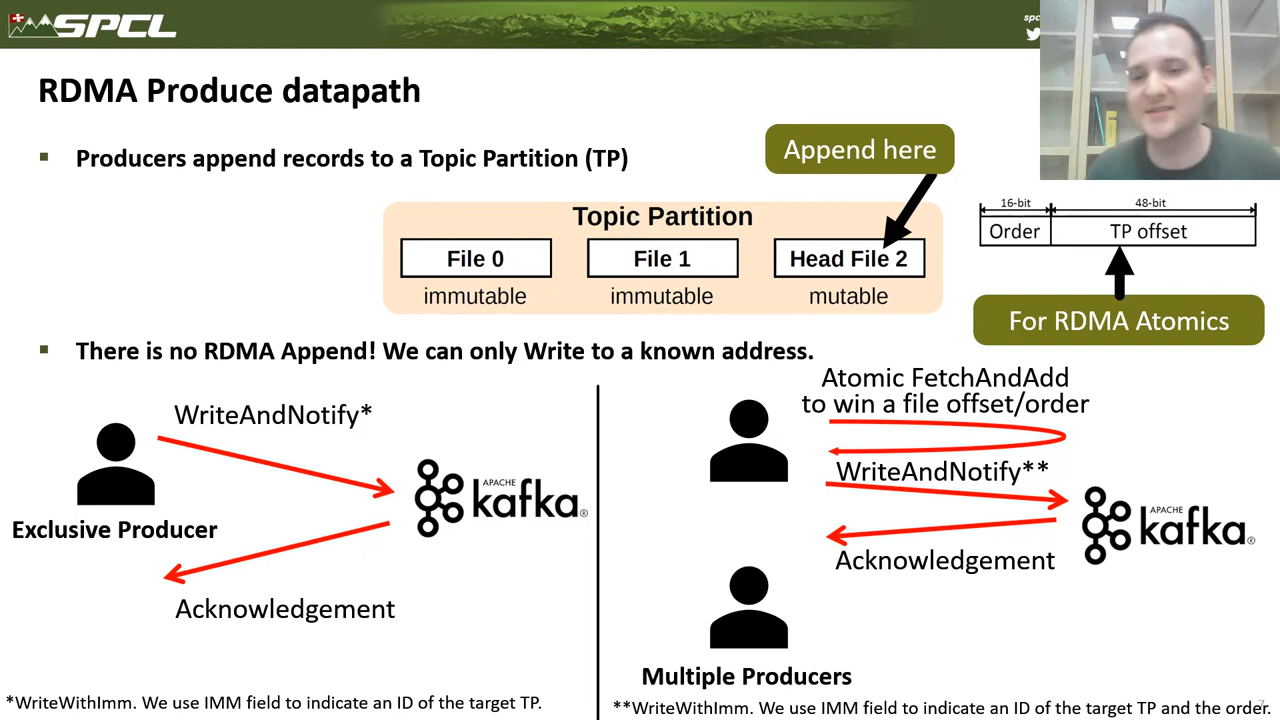 SPCL
spc
RDMA Produce datapath
Producers append records to a Topic Partition (TP)
Append here
Topic Partition
File 0
File 1
Head File 2
immutable
immutable
mutable
16-bit
48-bit
Order
TP offset
For RDMA Atomics
There is no RDMA Append! We can only Write to a known address.
WriteAndNotify*
APACHE
kafka®
Exclusive Producer
Acknowledgement
*WriteWithImm. We use IMM field to indicate an ID of the target TP.
Atomic FetchAndAdd
to win a file offset/order
WriteAndNotify**
APACHE
kafka®
Acknowledgement
Multiple Producers
**WriteWithImm. We use IMM field to indicate an ID of the target TP and the order.
7